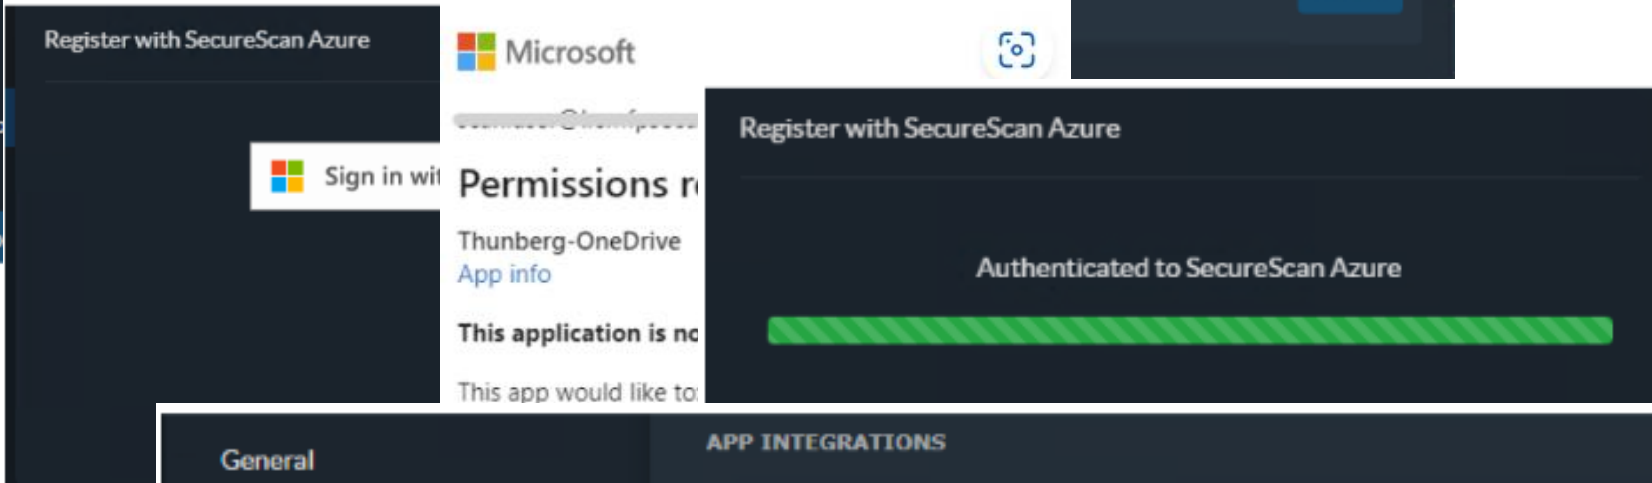 Register with SecureScan Azure
Sign in wit
Microsoft
Permissions r
Thunberg-OneDrive
App info
This application is no
This app would like to:
Register with SecureScan Azure
Authenticated to SecureScan Azure
General
APP INTEGRATIONS